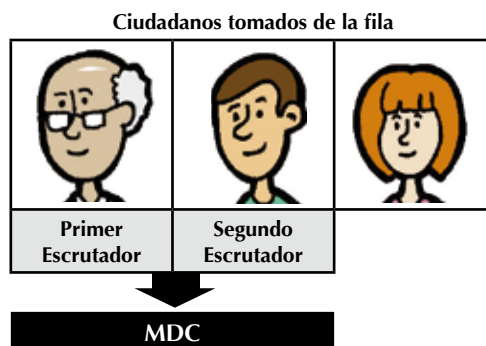 Ciudadanos tomados de la fila
Primer
Escrutador
Segundo
Escrutador
MDC